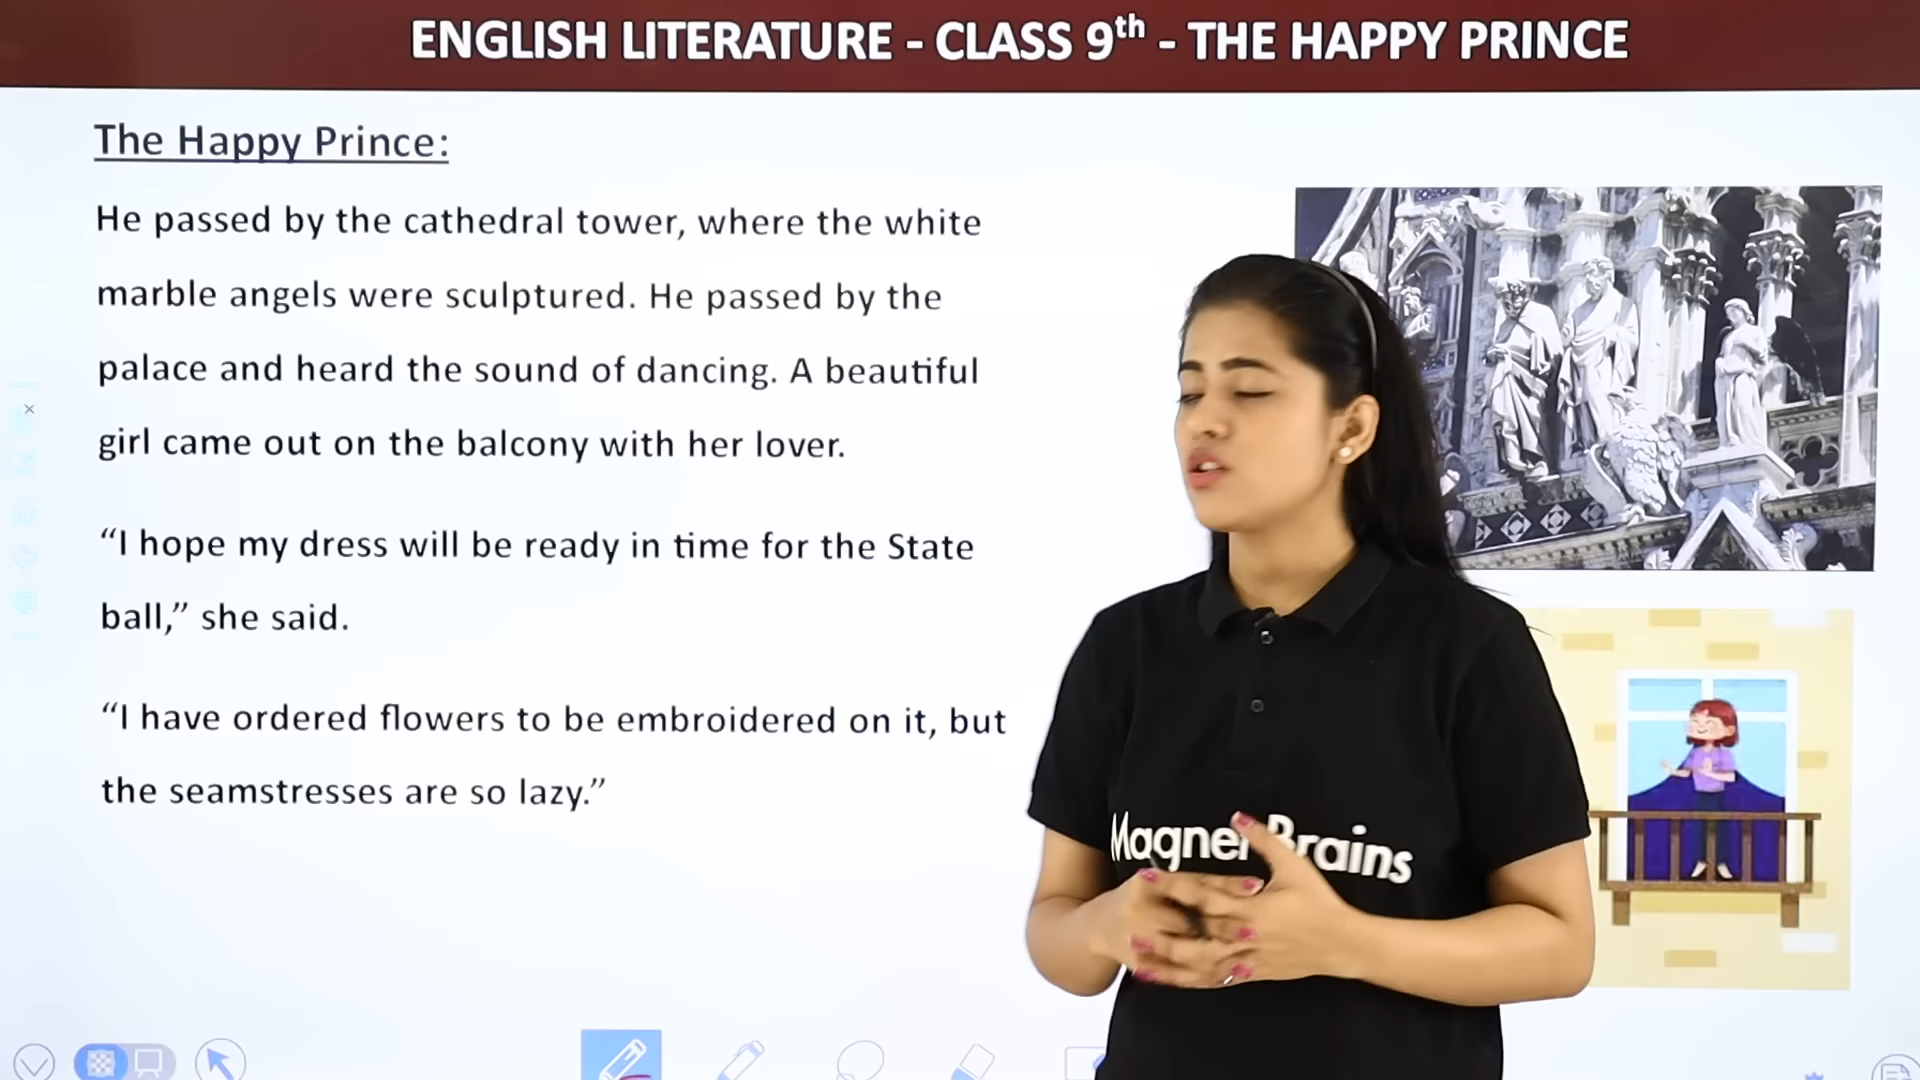 ENGLISH LITERATURE - CLASS 9th - THE HAPPY PRINCE
The Happy Prince:
He passed by the cathedral tower, where the white
marble angels were sculptured. He passed by the
palace and heard the sound of dancing. A beautiful
girl came out on the balcony with her lover.
“I hope my dress will be ready in time for the State
ball,” she said.
“I have ordered flowers to be embroidered on it, but
the seamstresses are so lazy.”
Magnet Brains